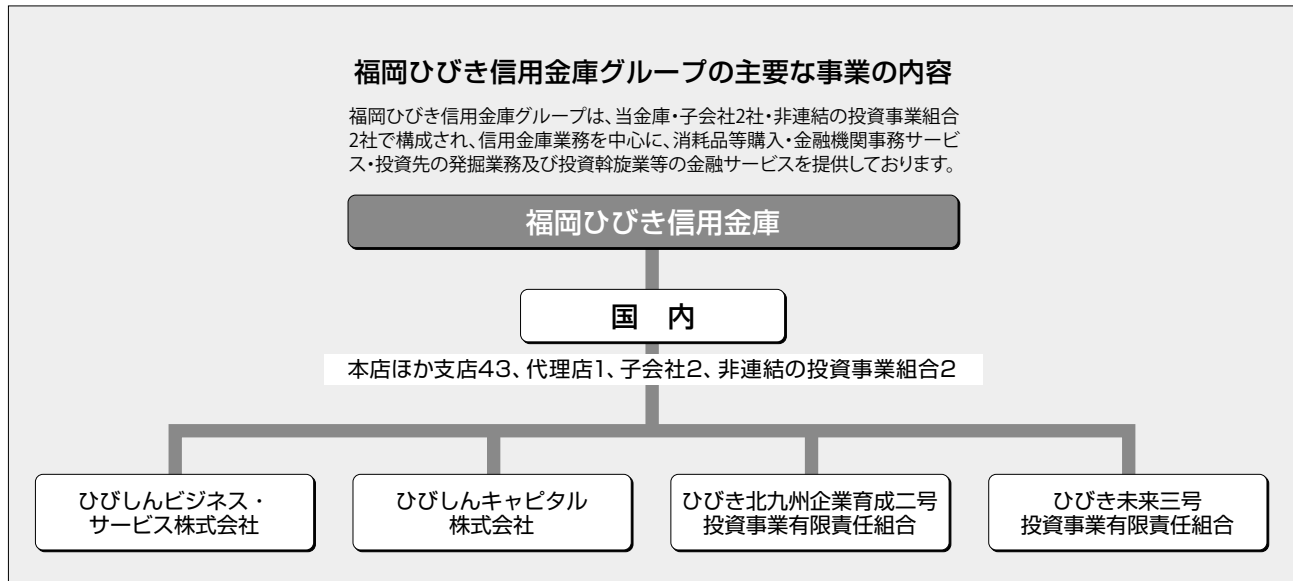 福岡ひびき信用金庫グループの主要な事業の内容
福岡ひびき信用金庫グループは、当金庫・子会社2社・非連結の投資事業組合
2社で構成され、信用金庫業務を中心に、消耗品等購入・金融機関事務サービ
ス・投資先の発掘業務及び投資斡旋業等の金融サービスを提供しております。
福岡ひびき信用金庫
国　内
本店ほか支店43、代理店1、子会社2、非連結の投資事業組合2
ひびしんビジネス・
サービス株式会社
ひびしんキャピタル
株式会社
ひびき北九州企業育成二号
投資事業有限責任組合
ひびき未来三号
投資事業有限責任組合